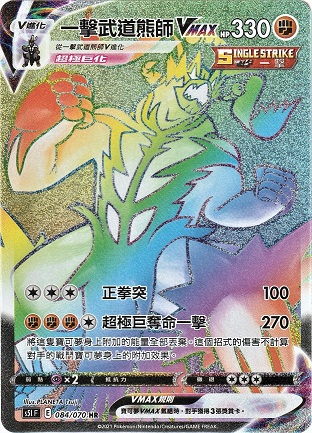 V進化
一擊武道熊師VMAX HP330
從一擊武道熊師V進化
SINGLE STRIKE
一擊
超極巨化
正拳突 100
超極巨奪命一擊 270
將這隻寶可夢身上附加的能量全部丟棄。這個招式的傷害不計算對
手的戰鬥寶可夢身上所附加的效果。
弱點 ×2 抵抗力 撤退
Illus.PLANETA Tsuji
VMAX規則
s5I F E 084/070 HR
寶可夢VMAX氣絕時,對手獲得3張獎賞卡。
©2021 Pokémon/Nintendo/Creatures/GAME FREAK.